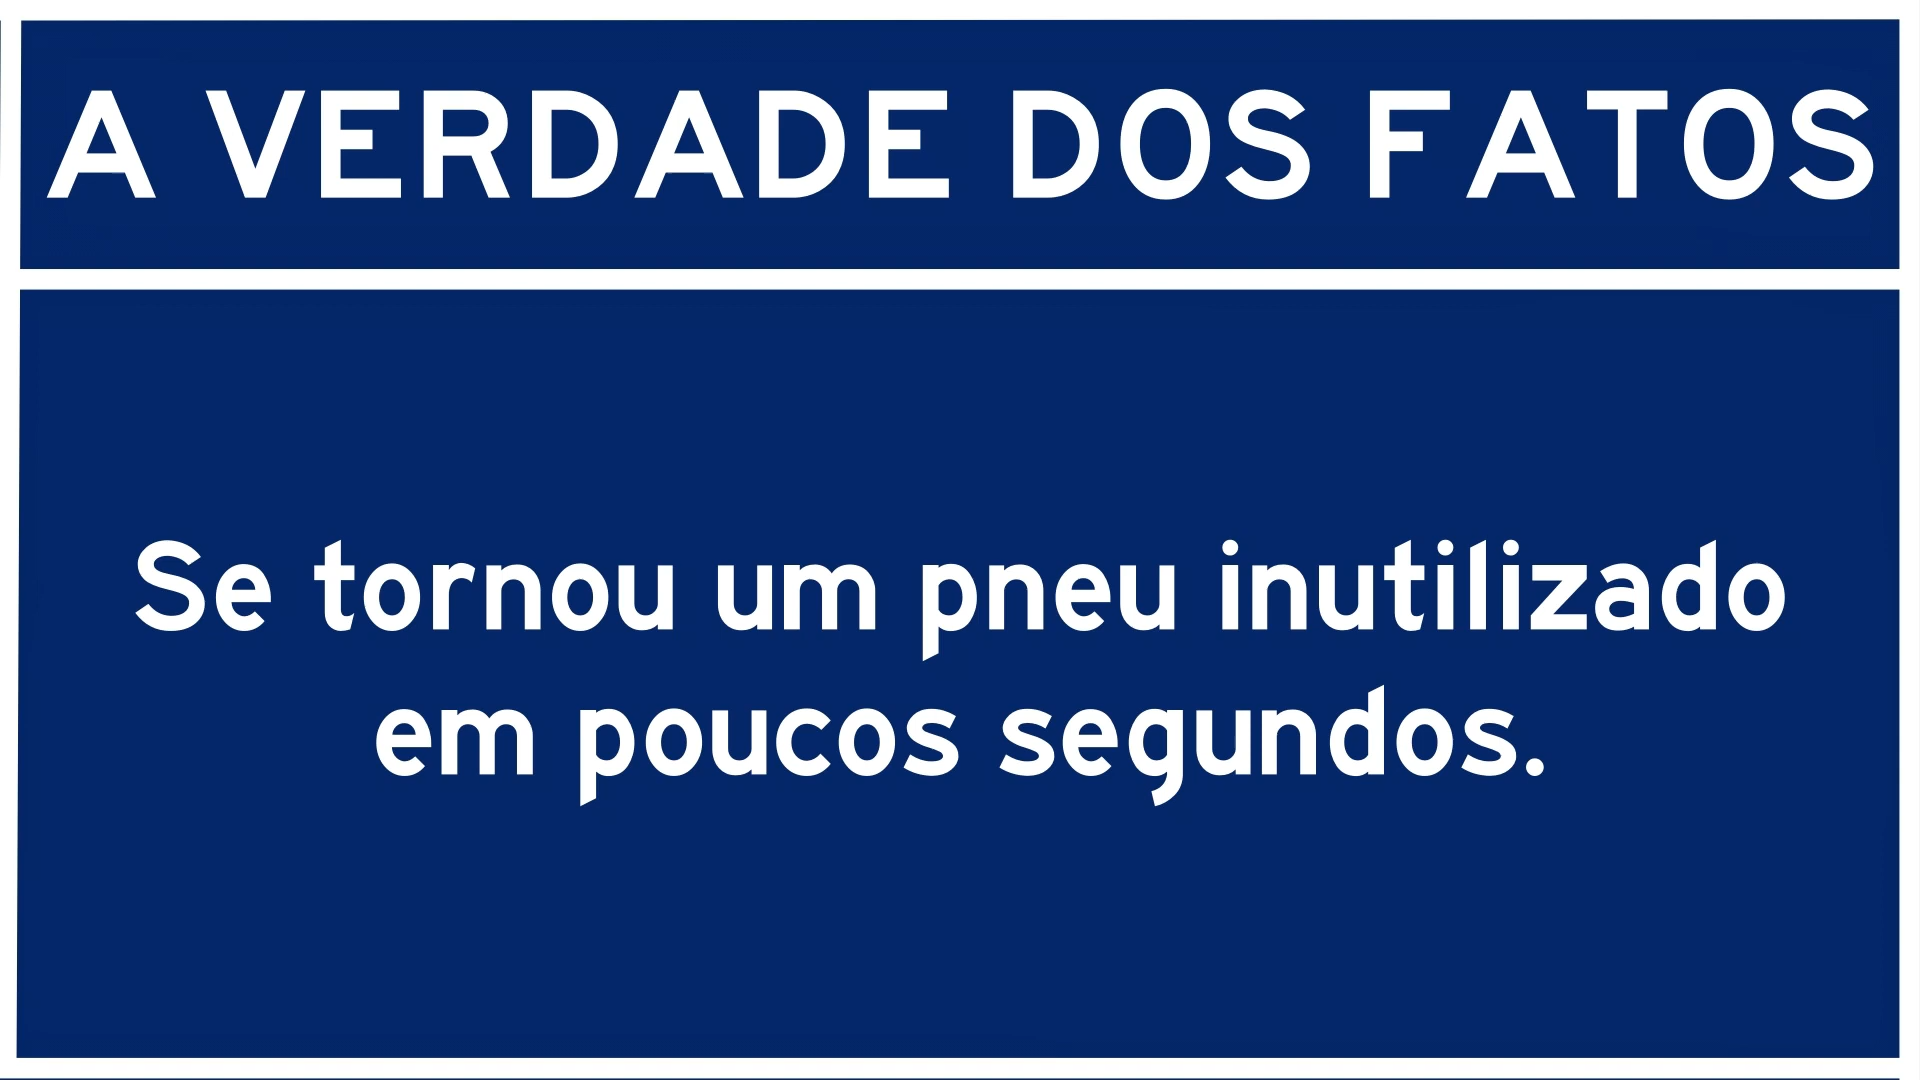 A VERDADE DOS FATOS
Se tornou um pneu inutilizado
em poucos segundos.